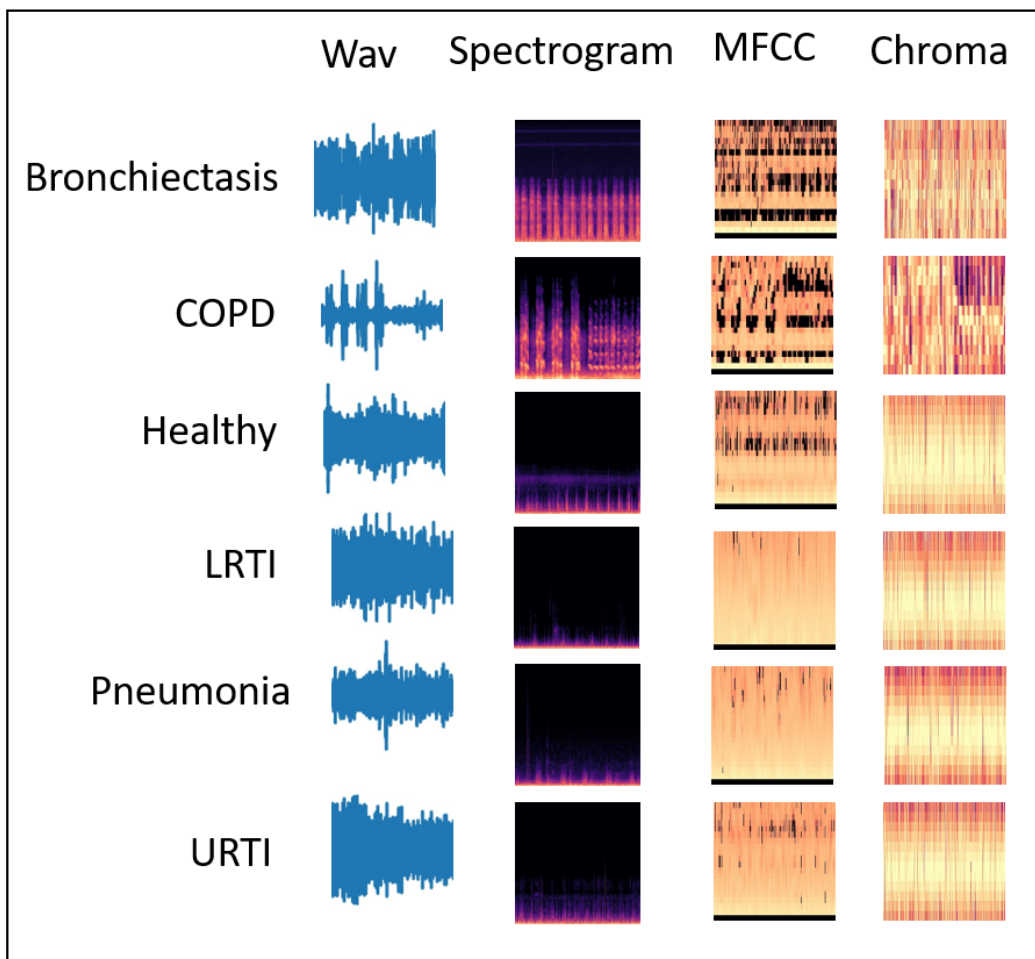 Wav Spectrogram MFCC Chroma
Bronchiectasis
COPD
Healthy
LRTI
Pneumonia
URTI